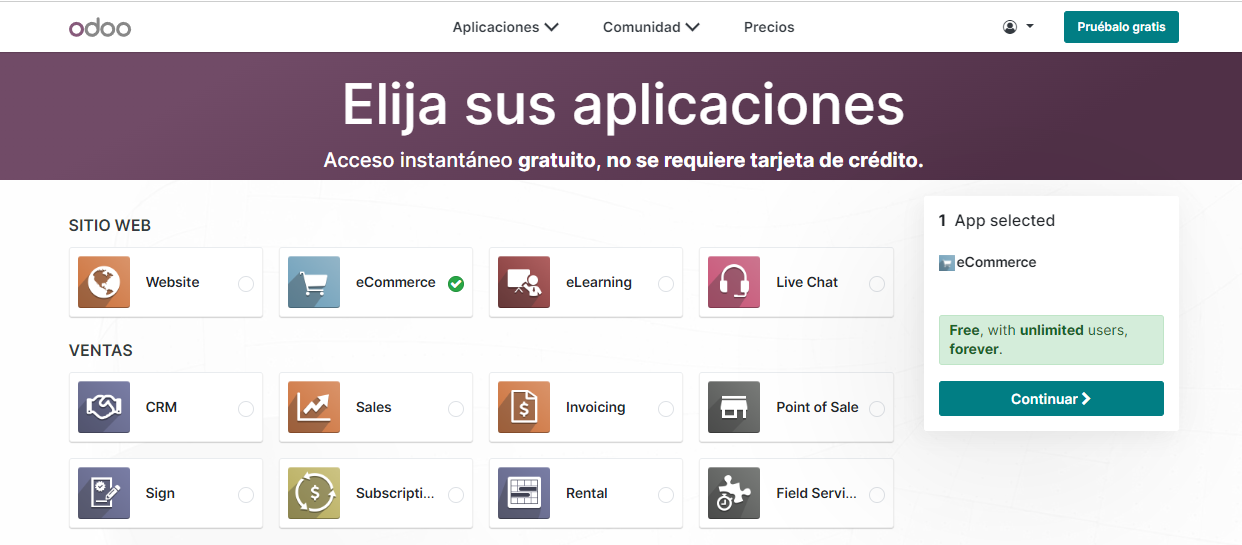 odoo
Aplicaciones
Comunidad
Precios
Pruébalo gratis
Elija sus aplicaciones
Acceso instantáneo gratuito, no se requiere tarjeta de crédito.
SITIO WEB
Website
eCommerce
eLearning
Live Chat
VENTAS
CRM
Sales
Invoicing
Point of Sale
Sign
Subscripti...
Rental
Field Servi...
1 App selected
eCommerce
Free, with unlimited users,
forever.
Continuar